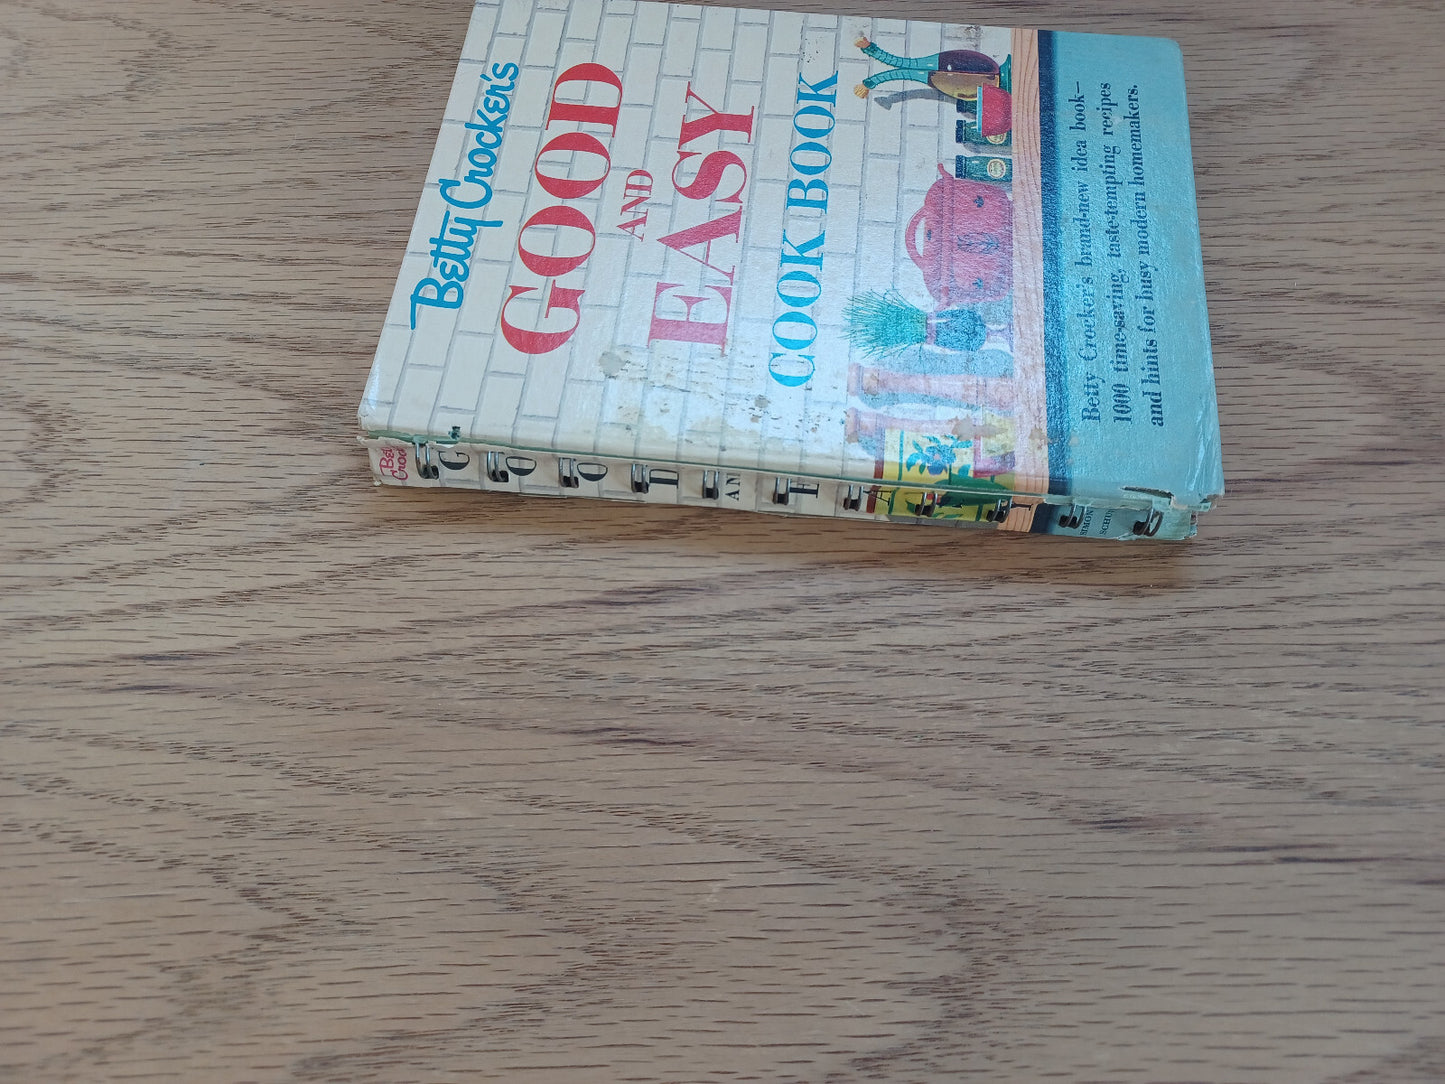 Betty Crocker's
GOOD
AND
EASY
COOK BOOK
Betty Crocker's brand-new idea book—
1000 time-saving, taste-tempting recipes
and hints for busy modern homemakers.